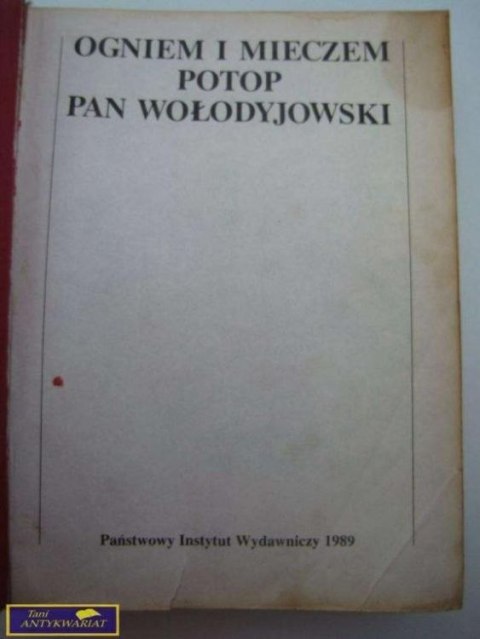 OGNIEM I MIECZEM
POTOP
PAN WOŁODYJOWSKI
Państwowy Instytut Wydawniczy 1989
Tani
ANTYKWARIAT